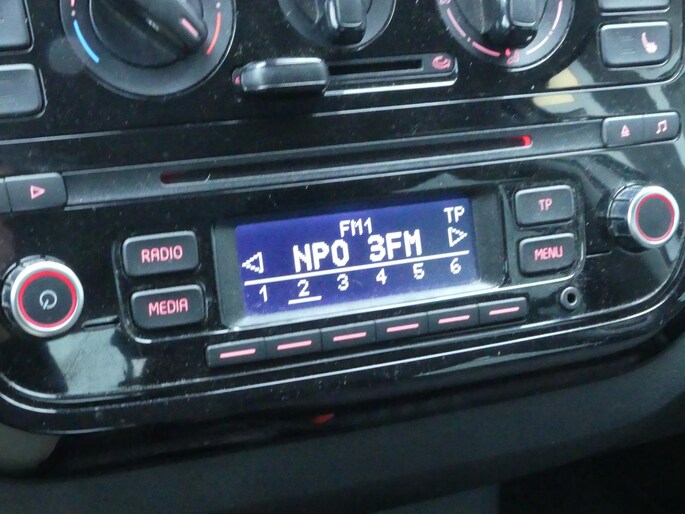 FM1 TP
NPO 3FM
1 2 3 4 5 6
RADIO
MEDIA
TP
MENU